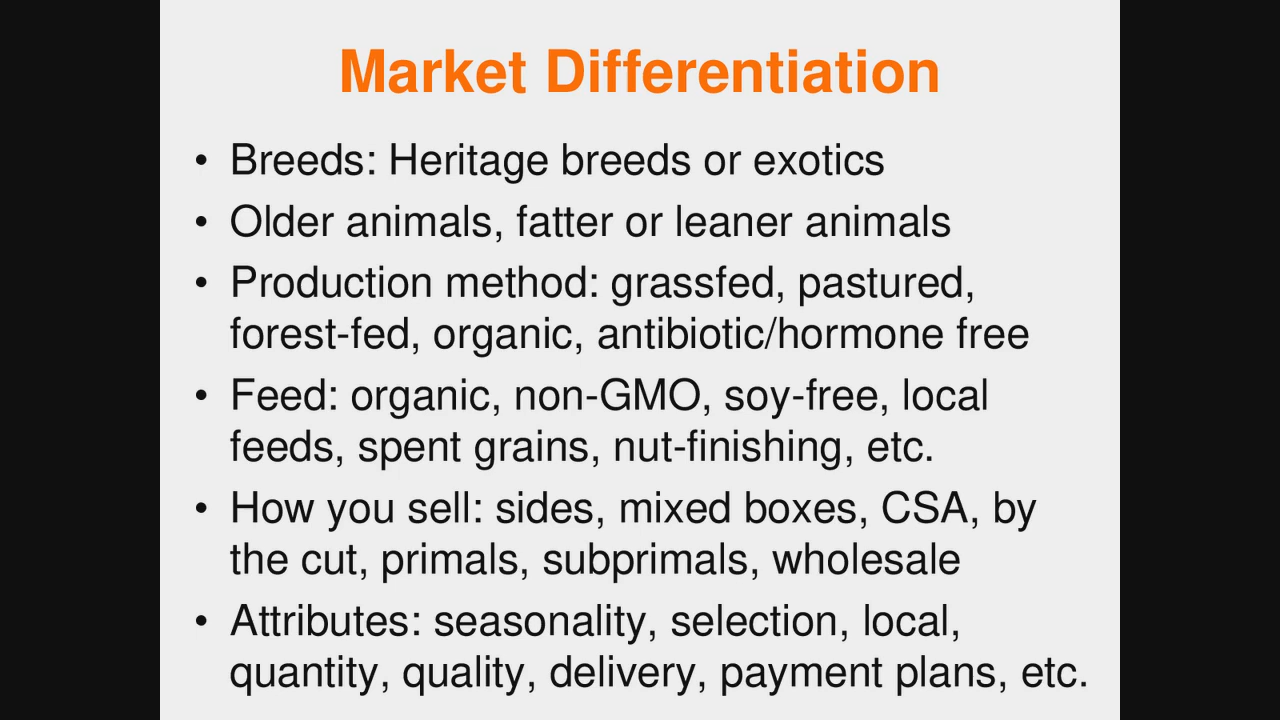 Market Differentiation
• Breeds: Heritage breeds or exotics
• Older animals, fatter or leaner animals
• Production method: grassfed, pastured,
forest-fed, organic, antibiotic/hormone free
• Feed: organic, non-GMO, soy-free, local
feeds, spent grains, nut-finishing, etc.
• How you sell: sides, mixed boxes, CSA, by
the cut, primals, subprimals, wholesale
• Attributes: seasonality, selection, local,
quantity, quality, delivery, payment plans, etc.